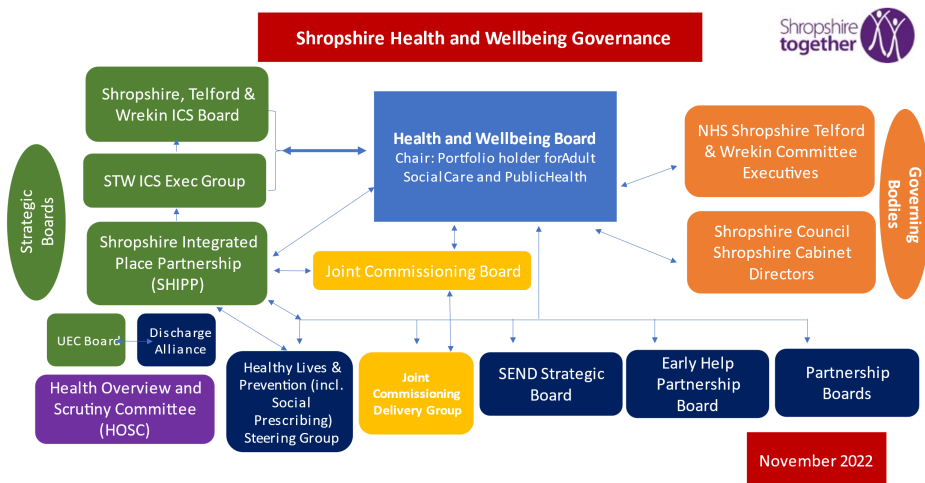 Shropshire Health and Wellbeing Governance
Shropshire
together
Shropshire, Telford &
Wrekin ICS Board
STW ICS Exec Group
Shropshire Integrated
Place Partnership
(SHIPP)
Strategic
Boards
Health and Wellbeing Board
Chair: Portfolio holder forAdult
SocialCare and PublicHealth
Joint Commissioning Board
NHS Shropshire Telford
& Wrekin Committee
Executives
Shropshire Council
Shropshire Cabinet
Directors
Governing
Bodies
UEC Board
Discharge
Alliance
Health Overview and
Scrutiny Committee
(HOSC)
Healthy Lives &
Prevention (incl.
Social
Prescribing)
Steering Group
Joint
Commissioning
Delivery Group
SEND Strategic
Board
Early Help
Partnership
Board
Partnership
Boards
November 2022